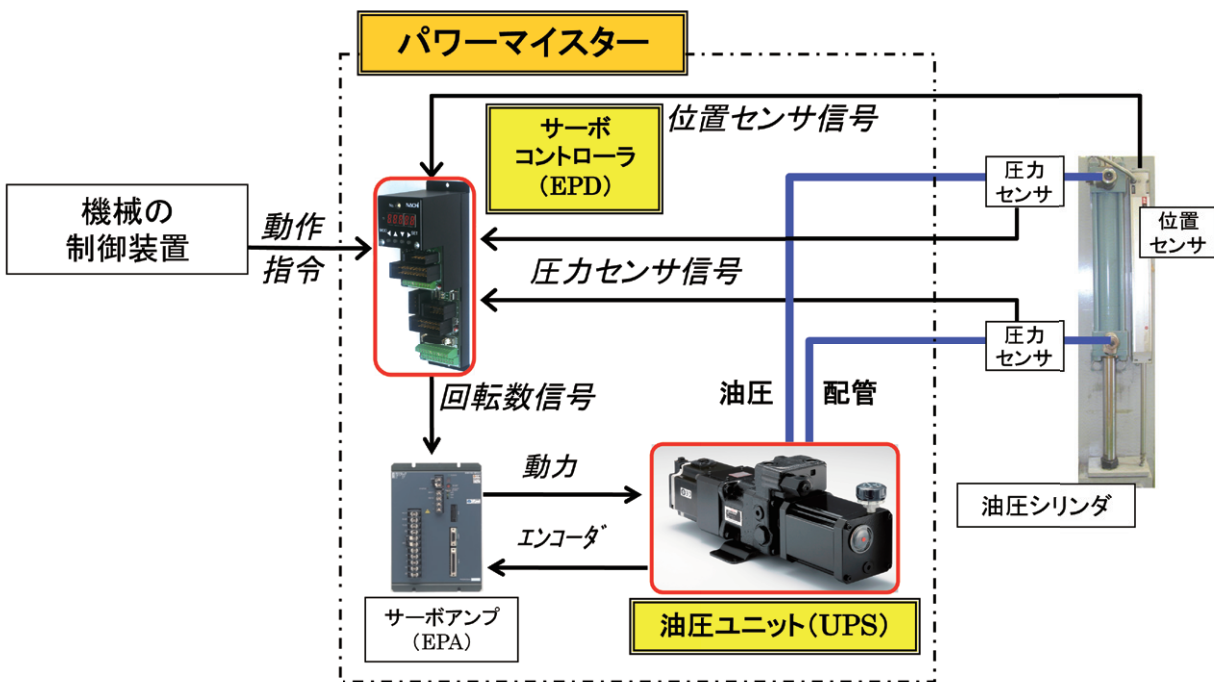 パワーマイスター
サーボ
コントローラ
(EPD)
位置センサ信号
圧力
センサ
位置
センサ
機械の
制御装置
動作
指令
圧力センサ信号
圧力
センサ
回転数信号
油圧
配管
動力
エンコーダ
油圧シリンダ
サーボアンプ
(EPA)
油圧ユニット(UPS)